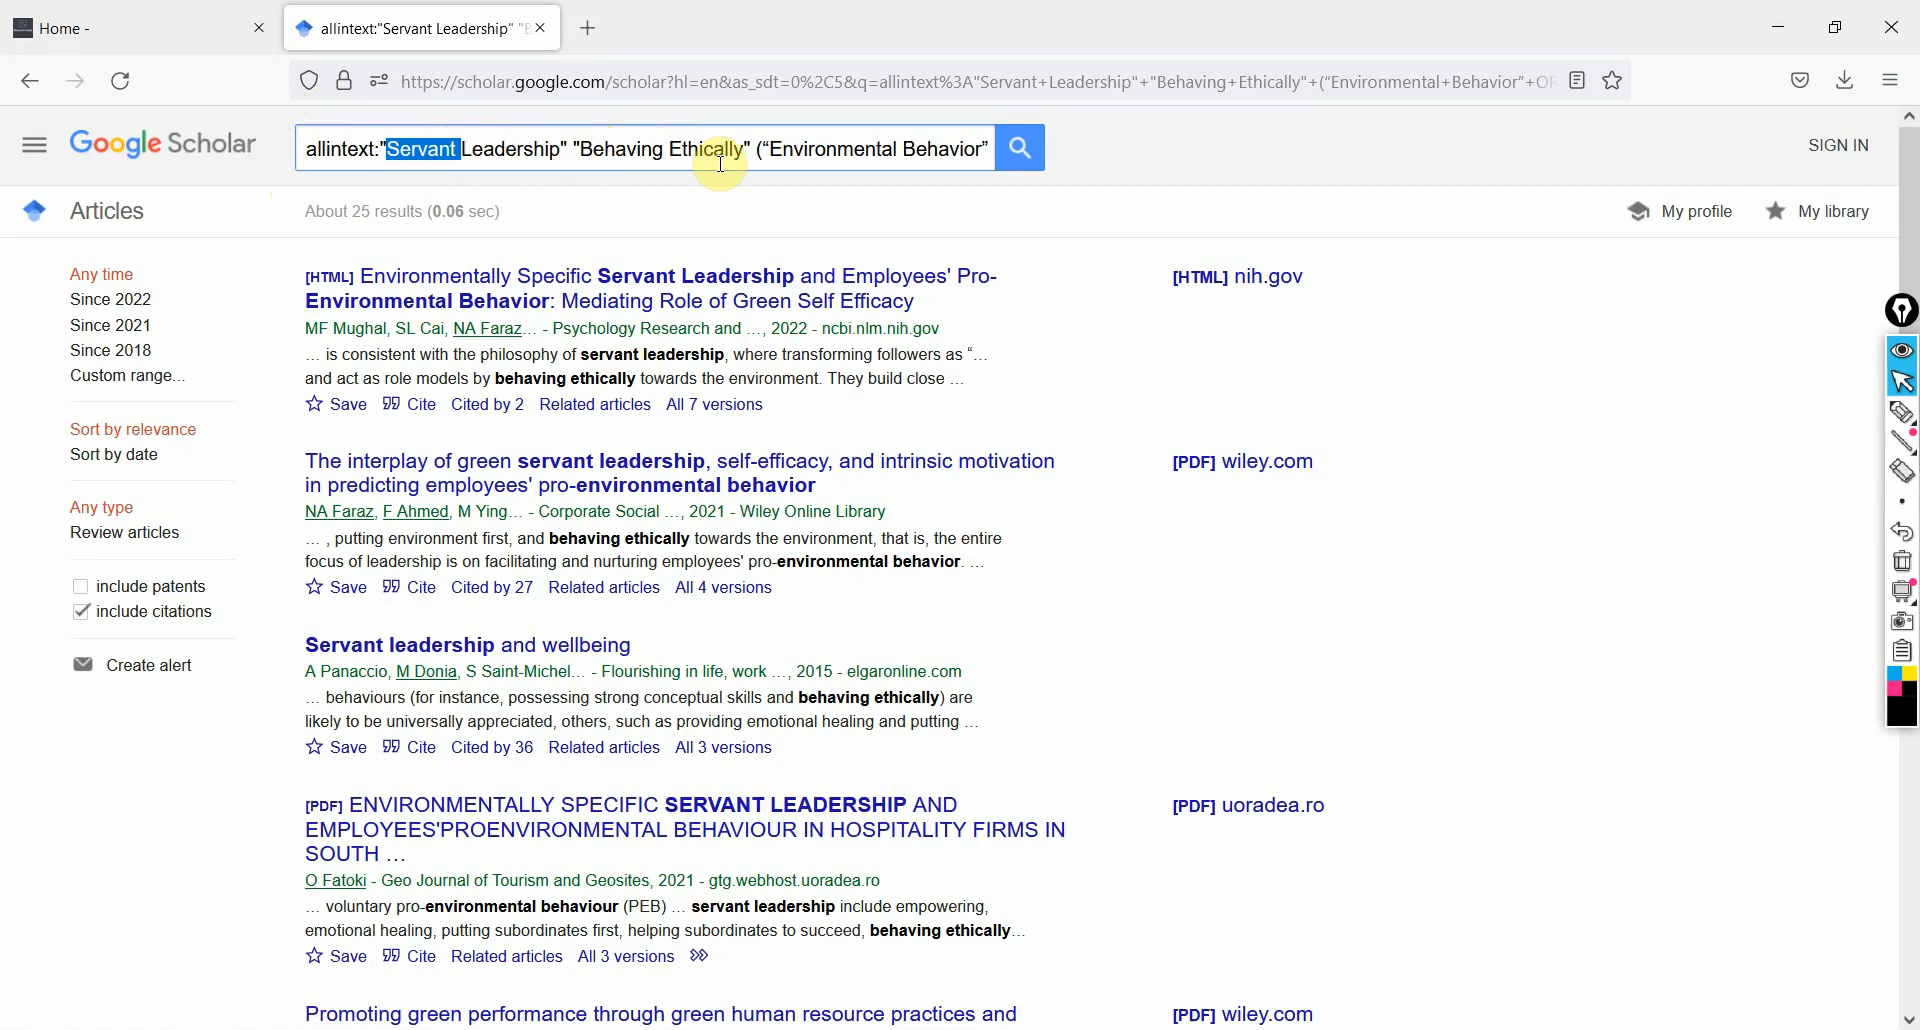 Home -
allintext:"Servant Leadership" "B
https://scholar.google.com/scholar?hl=en&as_sdt=0%2C5&q=allintext%3A"Servant+Leadership"+"Behaving+Ethically"+(“Environmental+Behavior"+OR
Google Scholar
allintext:"Servant Leadership" "Behaving Ethically" (“Environmental Behavior”
SIGN IN
Articles
About 25 results (0.06 sec)
My profile
My library
Any time
Since 2022
Since 2021
Since 2018
Custom range...
Sort by relevance
Sort by date
Any type
Review articles
include patents
include citations
Create alert
[HTML] Environmentally Specific Servant Leadership and Employees' Pro-
Environmental Behavior: Mediating Role of Green Self Efficacy
MF Mughal, SL Cai, NA Faraz... - Psychology Research and ..., 2022 - ncbi.nlm.nih.gov
... is consistent with the philosophy of servant leadership, where transforming followers as “...
and act as role models by behaving ethically towards the environment. They build close ...
Save Cite Cited by 2 Related articles All 7 versions
[HTML] nih.gov
The interplay of green servant leadership, self-efficacy, and intrinsic motivation
in predicting employees' pro-environmental behavior
NA Faraz, F Ahmed, M Ying... - Corporate Social ..., 2021 - Wiley Online Library
... , putting environment first, and behaving ethically towards the environment, that is, the entire
focus of leadership is on facilitating and nurturing employees' pro-environmental behavior. ...
Save Cite Cited by 27 Related articles All 4 versions
[PDF] wiley.com
Servant leadership and wellbeing
A Panaccio, M Donia, S Saint-Michel... - Flourishing in life, work ..., 2015 - elgaronline.com
... behaviours (for instance, possessing strong conceptual skills and behaving ethically) are
likely to be universally appreciated, others, such as providing emotional healing and putting ...
Save Cite Cited by 36 Related articles All 3 versions
[PDF] ENVIRONMENTALLY SPECIFIC SERVANT LEADERSHIP AND
EMPLOYEES'PROENVIRONMENTAL BEHAVIOUR IN HOSPITALITY FIRMS IN
SOUTH ...
O Fatoki - Geo Journal of Tourism and Geosites, 2021 - gtg.webhost.uoradea.ro
... voluntary pro-environmental behaviour (PEB) ... servant leadership include empowering,
emotional healing, putting subordinates first, helping subordinates to succeed, behaving ethically...
Save Cite Related articles All 3 versions
[PDF] uoradea.ro
Promoting green performance through green human resource practices and
[PDF] wiley.com